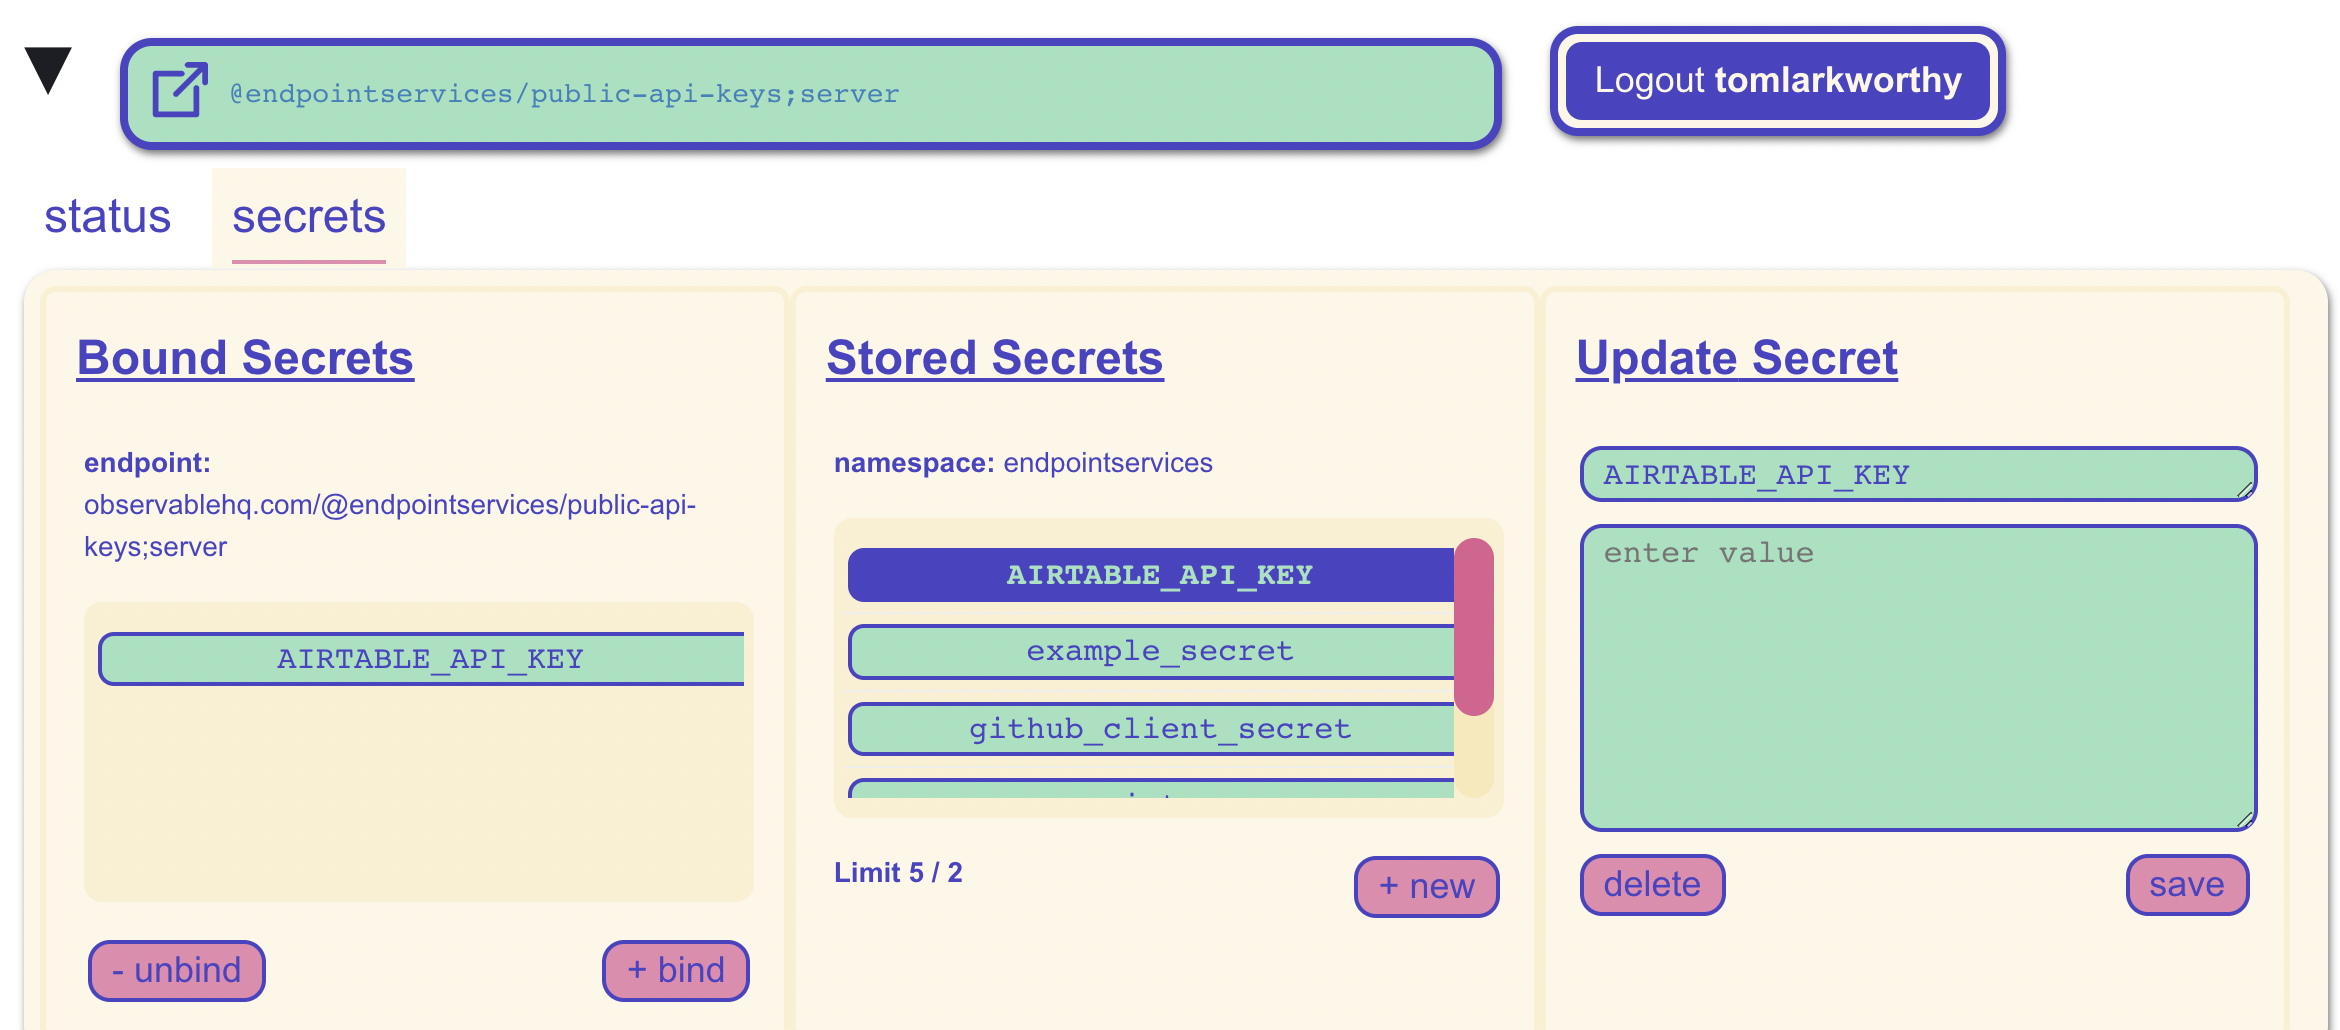 @endpointservices/public-api-keys;server
Logout tomlarkworthy
status
secrets
Bound Secrets
endpoint:
observablehq.com/@endpointservices/public-api-
keys;server
AIRTABLE_API_KEY
- unbind
+ bind
Stored Secrets
namespace: endpointservices
AIRTABLE_API_KEY
example_secret
github_client_secret
Limit 5 / 2
+ new
Update Secret
AIRTABLE_API_KEY
enter value
delete
save